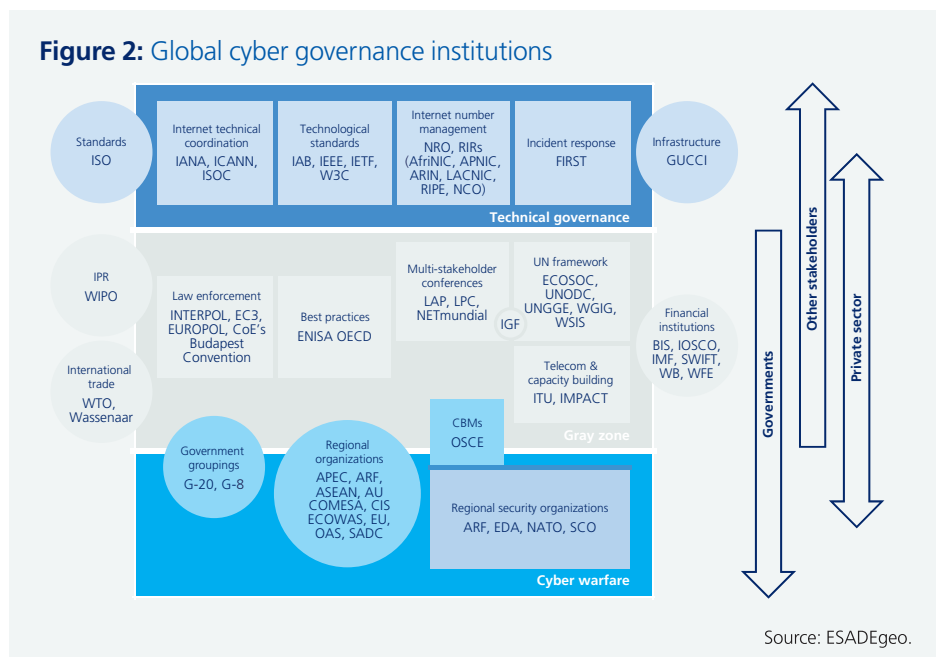 Figure 2: Global cyber governance institutions
Standards
ISO
Internet technical
coordination
IANA, ICANN,
ISOC
Technological
standards
IAB, IEEE, IETF,
W3C
Internet number
management
NRO, RIRs
(AfriNIC, APNIC,
ARIN, LACNIC,
RIPE, NCO)
Incident response
FIRST
Infrastructure
GUCCI
Technical governance
IPR
WIPO
International
trade
WTO,
Wassenaar
Law enforcement
INTERPOL, EC3,
EUROPOL, CoE's
Budapest
Convention
Best practices
ENISA OECD
Multi-stakeholder
conferences
LAP, LPC,
NETmundial
IGF
UN framework
ECOSOC,
UNODC,
UNGGE, WGIG,
WSIS
Telecom &
capacity building
ITU, IMPACT
Financial
institutions
BIS, IOSCO,
IMF, SWIFT,
WB, WFE
Gray zone
Government
groupings
G-20, G-8
Regional
organizations
APEC, ARF,
ASEAN, AU
COMESA, CIS
ECOWAS, EU,
OAS, SADC
CBMs
OSCE
Regional security organizations
ARF, EDA, NATO, SCO
Cyber warfare
Governments
Other stakeholders
Private sector
Source: ESADEgeo.